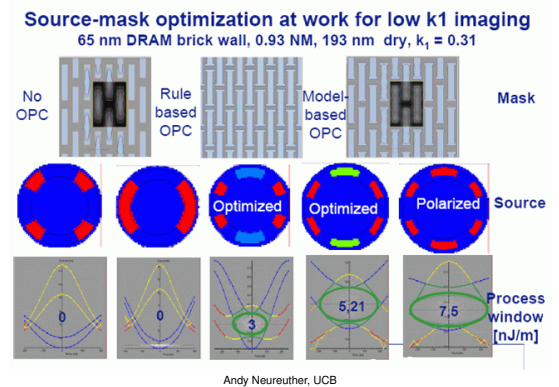 Source-mask optimization at work for low k1 imaging
65 nm DRAM brick wall, 0.93 NM, 193 nm dry, k1 = 0.31
No
OPC
Rule
based
OPC
Model-
based
OPC
Mask
Optimized
Optimized
Polarized
Source
0
0
3
5,21
7,5
Process
window
[nJ/m]
Andy Neureuther, UCB